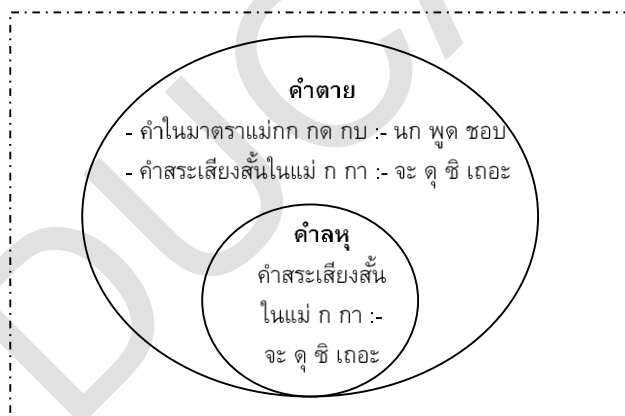 คำตาย
- คำในมาตราแม่กก กด กบ :- นก พูด ชอบ
- คำสระเสียงสั้นในแม่ ก กา :- จะ ดุ ชิ เถอะ
คำลหุ
คำสระเสียงสั้น
ในแม่ ก กา :-
จะ ดุ ชิ เถอะ